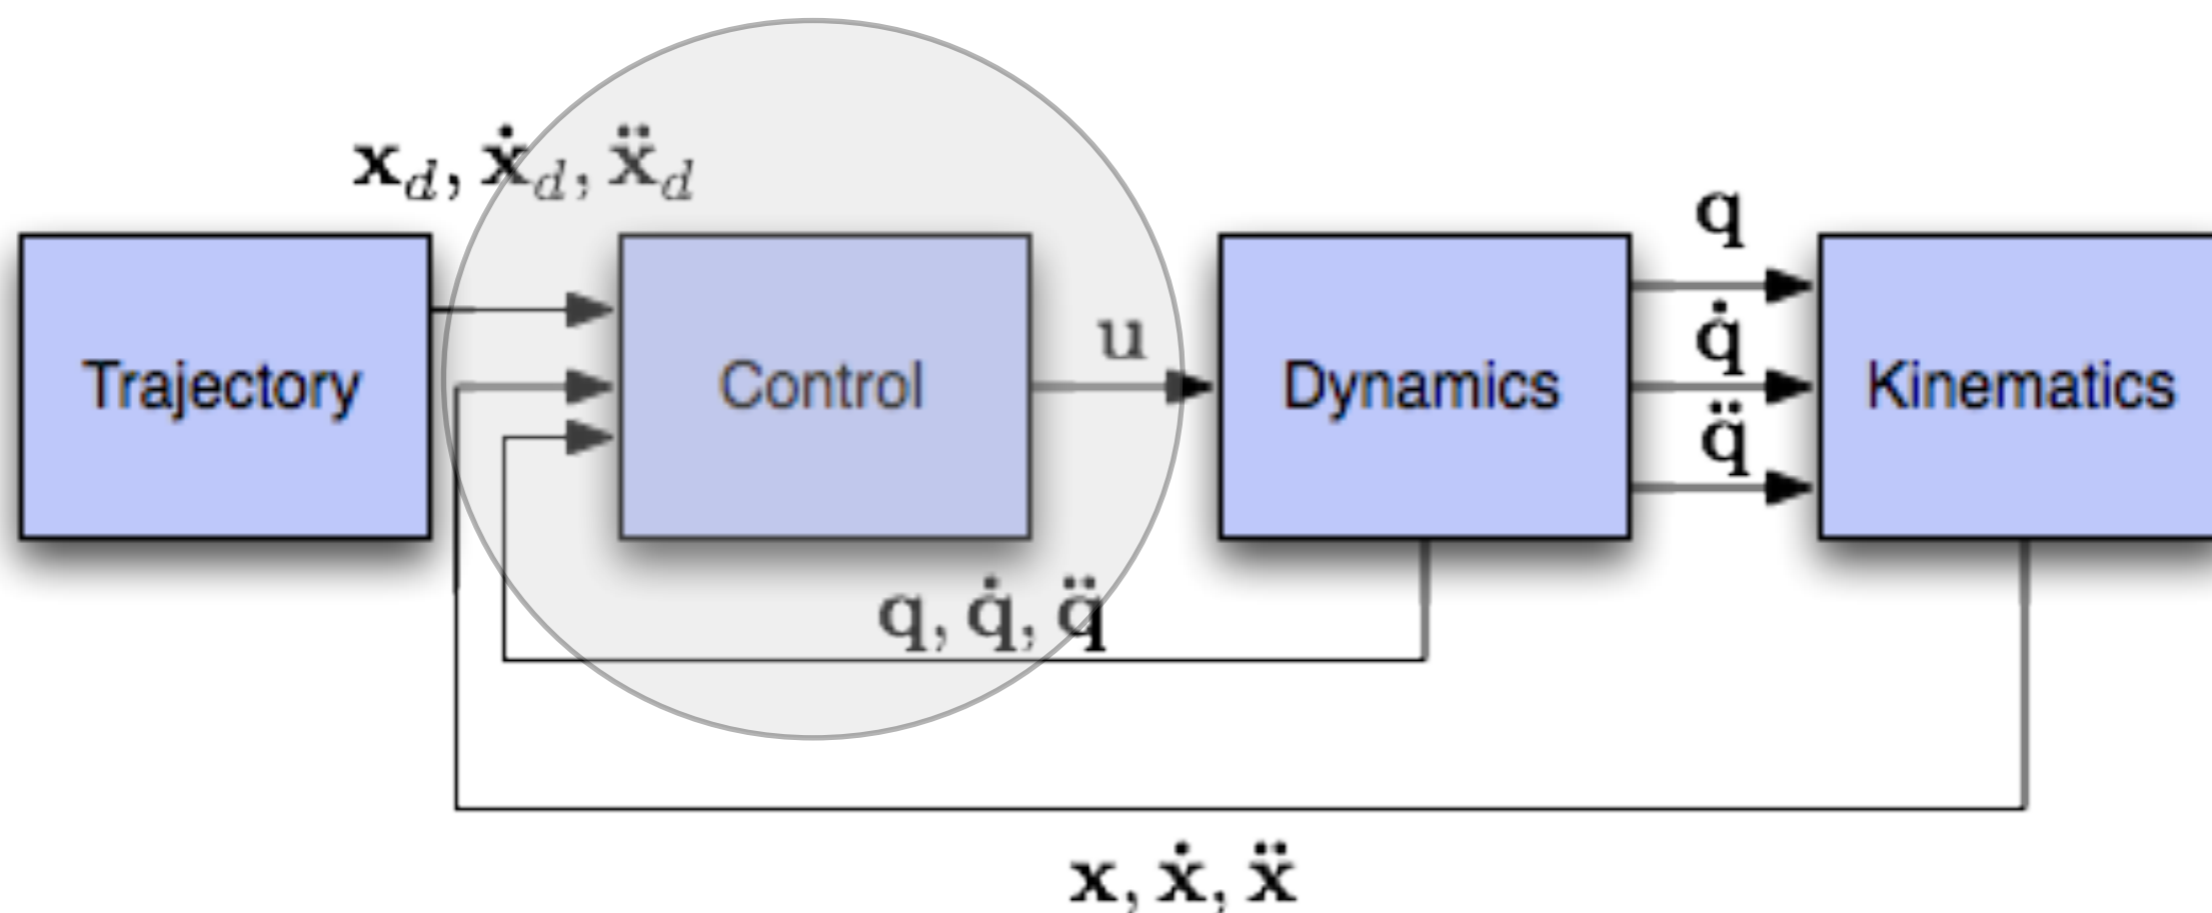 𝐱_d, 𝐱̇_d, 𝐱̈_d
𝐪
Trajectory
Control
𝐮
Dynamics
𝐪̇
𝐪̈
Kinematics
𝐪, 𝐪̇, 𝐪̈
𝐱, 𝐱̇, 𝐱̈